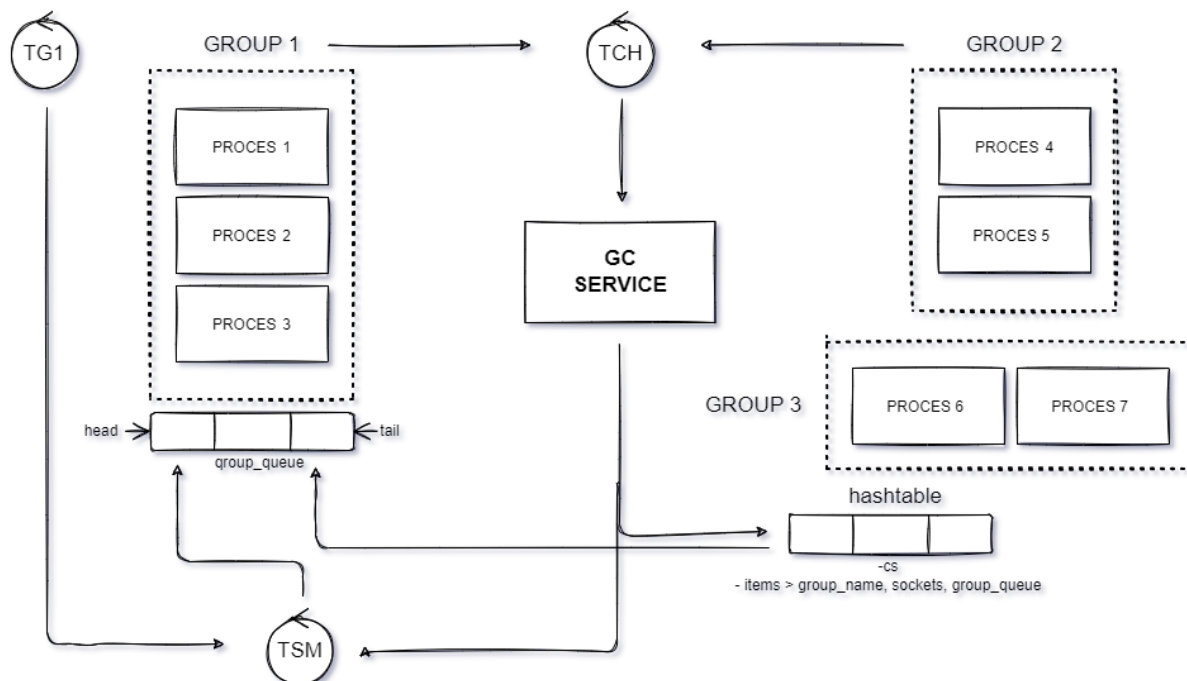 TG1
GROUP 1
TCH
GROUP 2
PROCES 1
PROCES 2
PROCES 3
PROCES 4
PROCES 5
GC
SERVICE
GROUP 3
PROCES 6
PROCES 7
head
tail
qroup_queue
hashtable
-cs
- items > group_name, sockets, group_queue
TSM